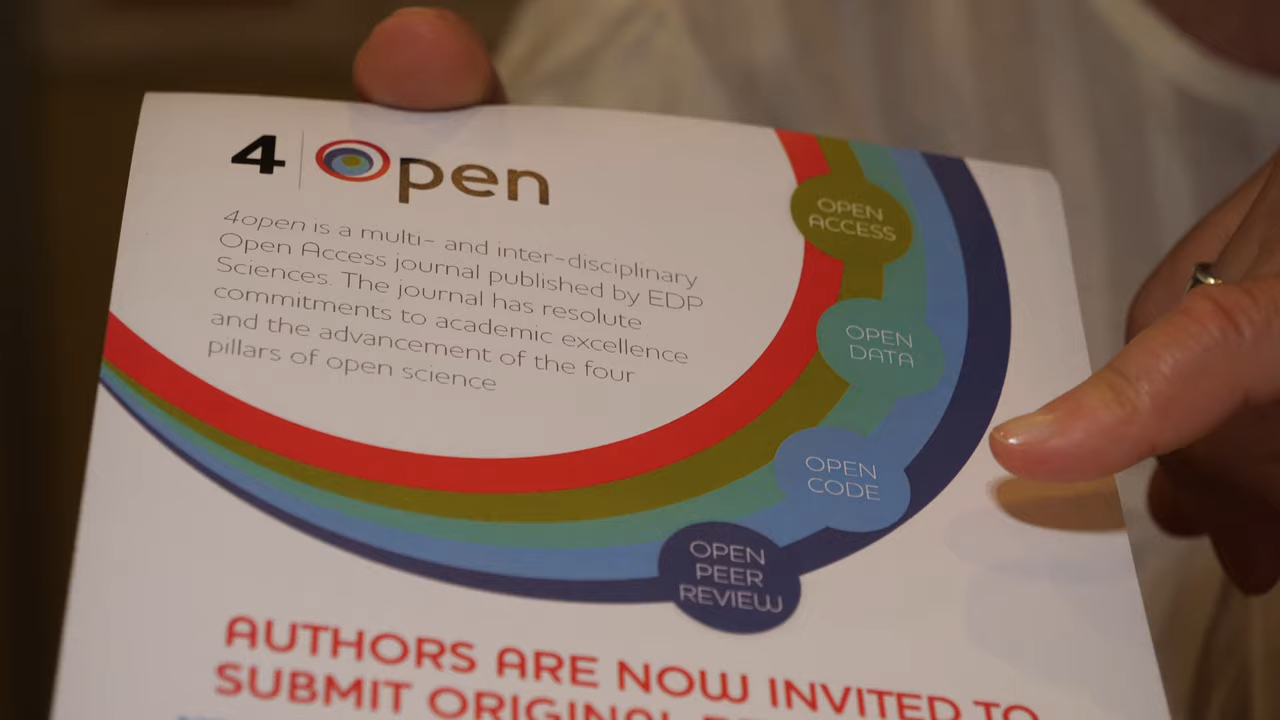 4 Open
4open is a multi- and inter-disciplinary
Open Access journal published by EDP
Sciences. The journal has resolute
commitments to academic excellence
and the advancement of the four
pillars of open science
OPEN
ACCESS
OPEN
DATA
OPEN
CODE
OPEN
PEER
REVIEW
AUTHORS ARE NOW INVITED TO
SUBMIT ORIGINAL